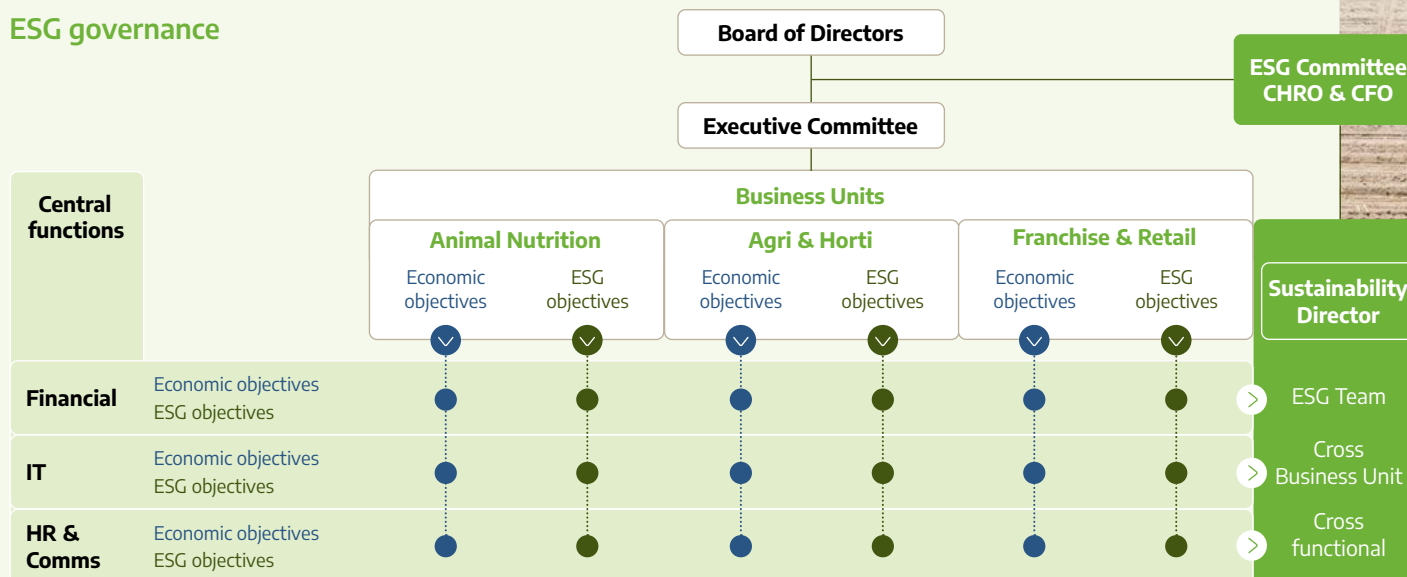 ESG governance
Board of Directors
ESG Committee
CHRO & CFO
Executive Committee
Central
functions
Business Units
Animal Nutrition
Agri & Horti
Franchise & Retail
Economic
objectives
ESG
objectives
Economic
objectives
ESG
objectives
Economic
objectives
ESG
objectives
Sustainability
Director
Financial
Economic objectives
ESG objectives
ESG Team
IT
Economic objectives
ESG objectives
Cross
Business Unit
HR &
Comms
Economic objectives
ESG objectives
Cross
functional